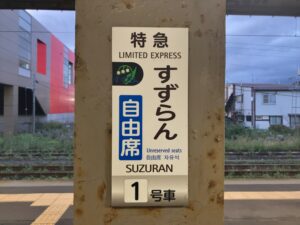 特急
LIMITED EXPRESS
すずらん
自由席
Unreserved seats
自由席 자유석
SUZURAN
1号車